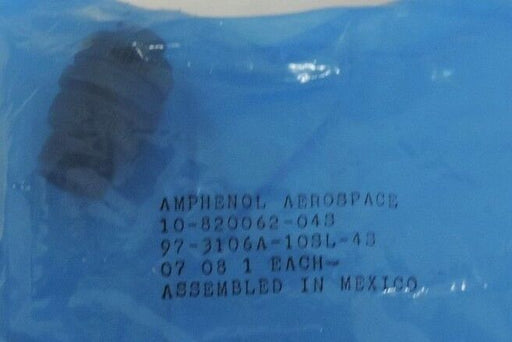 AMPHENOL AEROSPACE
10-820062-04S
97-3106A-10SL-4S
07 08 1 EACH
ASSEMBLED IN MEXICO